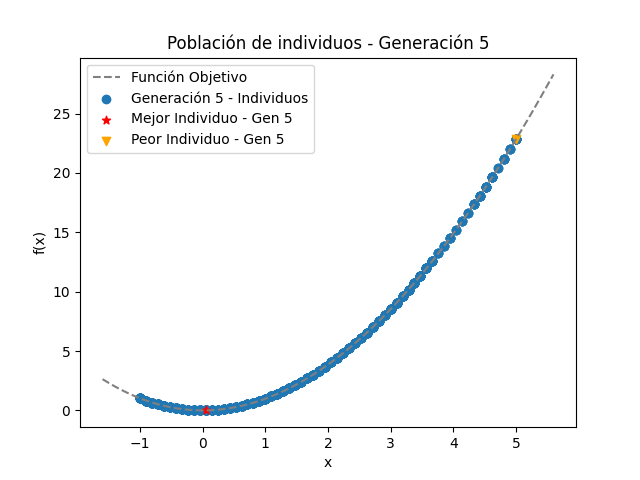 Población de individuos - Generación 5
Función Objetivo
Generación 5 - Individuos
Mejor Individuo - Gen 5
Peor Individuo - Gen 5
25
20
15
10
5
0
f(x)
−1
0
1
2
3
4
5
x